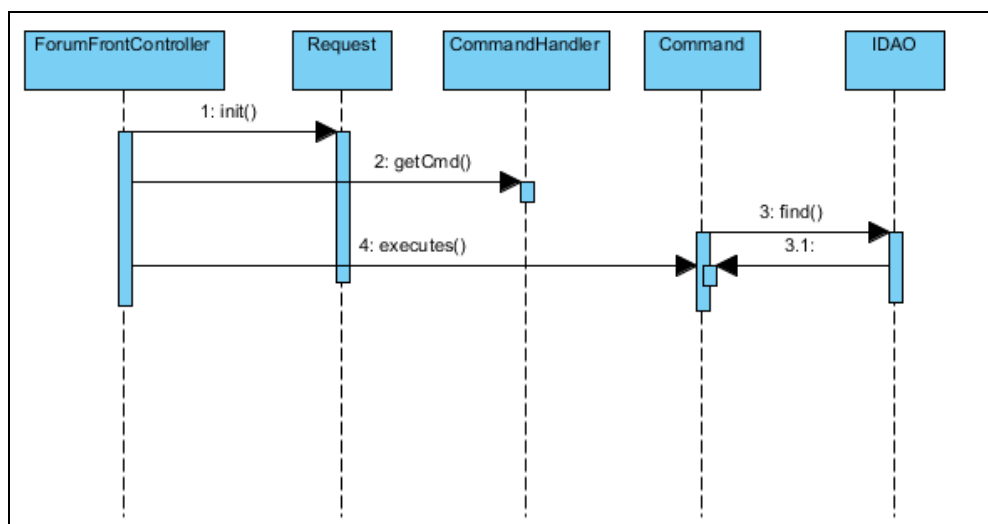 ForumFrontController
Request
CommandHandler
Command
IDAO
1: init()
2: getCmd()
3: find()
4: executes()
3.1: